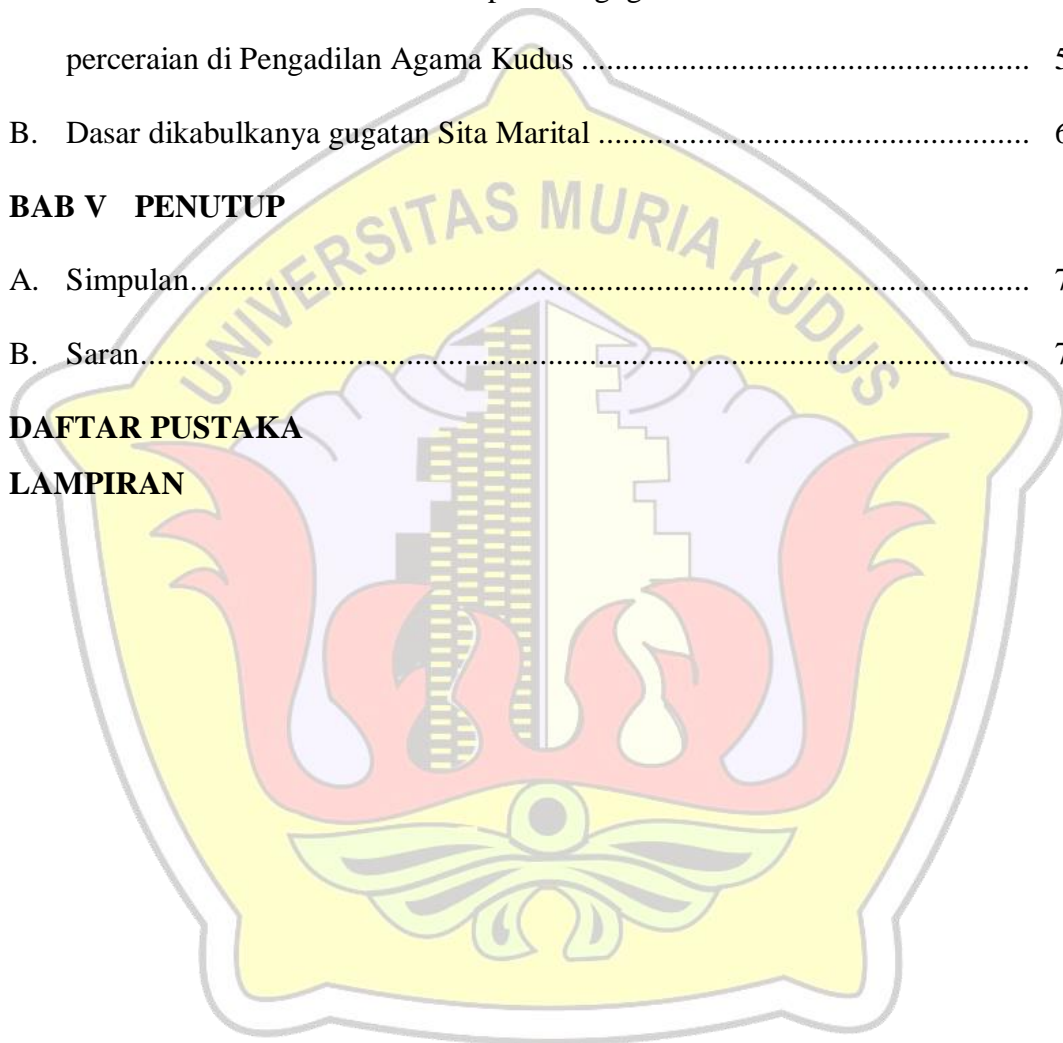 perceraian di Pengadilan Agama Kudus ........................................................ 5
B. Dasar dikabulkanya gugatan Sita Marital ...................................................... 6
BAB V PENUTUP
A. Simpulan......................................................................................................... 7
B. Saran............................................................................................................... 7
DAFTAR PUSTAKA
LAMPIRAN
UNIVERSITAS MURIA KUDUS